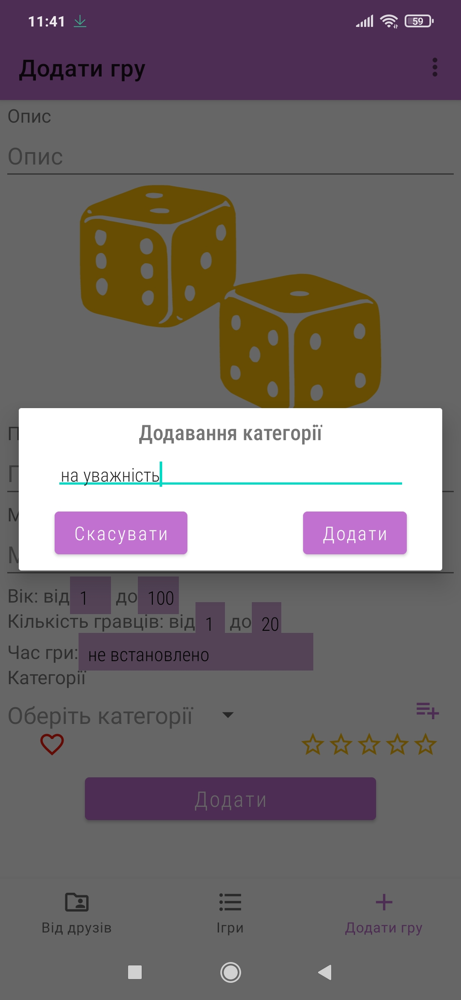 11:41
59
Додати гру
Опис
Опис
П
Додавання категорії
на уважність
Скасувати
Додати
Вік: від 1 до 100
Кількість гравців: від 1 до 20
Час гри: не встановлено
Категорії
Оберіть категорії
Додати
Від друзів
Ігри
Додати гру